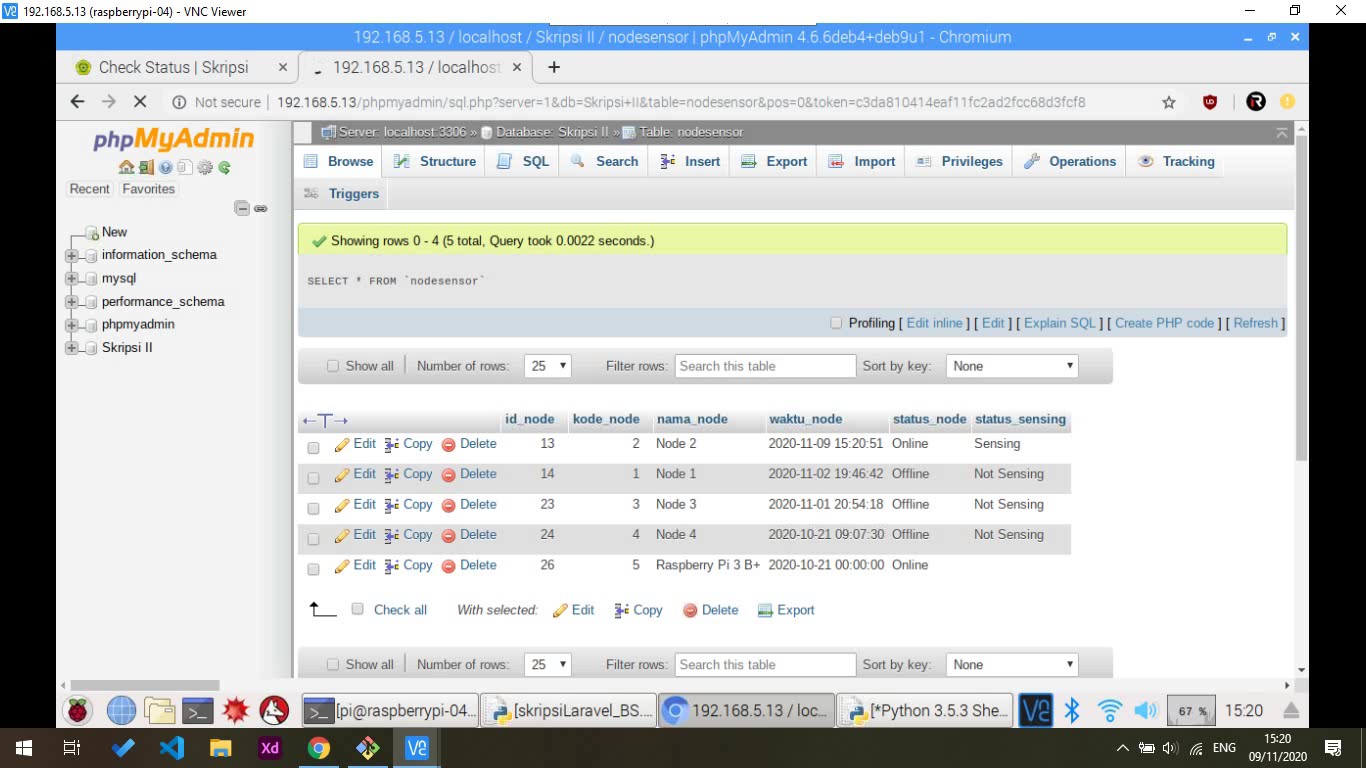 192.168.5.13 (raspberrypi-04) - VNC Viewer
192.168.5.13 / localhost / Skripsi II / nodesensor | phpMyAdmin 4.6.6deb4+deb9u1 - Chromium
Check Status | Skripsi
192.168.5.13 / localhost
Not secure | 192.168.5.13/phpmyadmin/sql.php?server=1&db=Skripsi+II&table=nodesensor&pos=0&token=c3da810414eaf11fc2ad2fcc68d3fcf8
phpMyAdmin
Recent Favorites
New
information_schema
mysql
performance_schema
phpmyadmin
Skripsi II
Server: localhost:3306 » Database: Skripsi II » Table: nodesensor
Browse Structure SQL Search Insert Export Import Privileges Operations Tracking
Triggers
Showing rows 0 - 4 (5 total, Query took 0.0022 seconds.)
SELECT * FROM `nodesensor`
Profiling [ Edit inline ] [ Edit ] [ Explain SQL ] [ Create PHP code ] [ Refresh ]
Show all | Number of rows: 25 Filter rows: Search this table Sort by key: None
id_node kode_node nama_node waktu_node status_node status_sensing
Edit Copy Delete 13 2 Node 2 2020-11-09 15:20:51 Online Sensing
Edit Copy Delete 14 1 Node 1 2020-11-02 19:46:42 Offline Not Sensing
Edit Copy Delete 23 3 Node 3 2020-11-01 20:54:18 Offline Not Sensing
Edit Copy Delete 24 4 Node 4 2020-10-21 09:07:30 Offline Not Sensing
Edit Copy Delete 26 5 Raspberry Pi 3 B+ 2020-10-21 00:00:00 Online
Check all With selected: Edit Copy Delete Export
Show all | Number of rows: 25 Filter rows: Search this table Sort by key: None
[pi@raspberrypi-04... [skripsiLaravel_BS.... 192.168.5.13 / loc... [*Python 3.5.3 She... 67 % 15:20
Xd ENG 15:20
09/11/2020